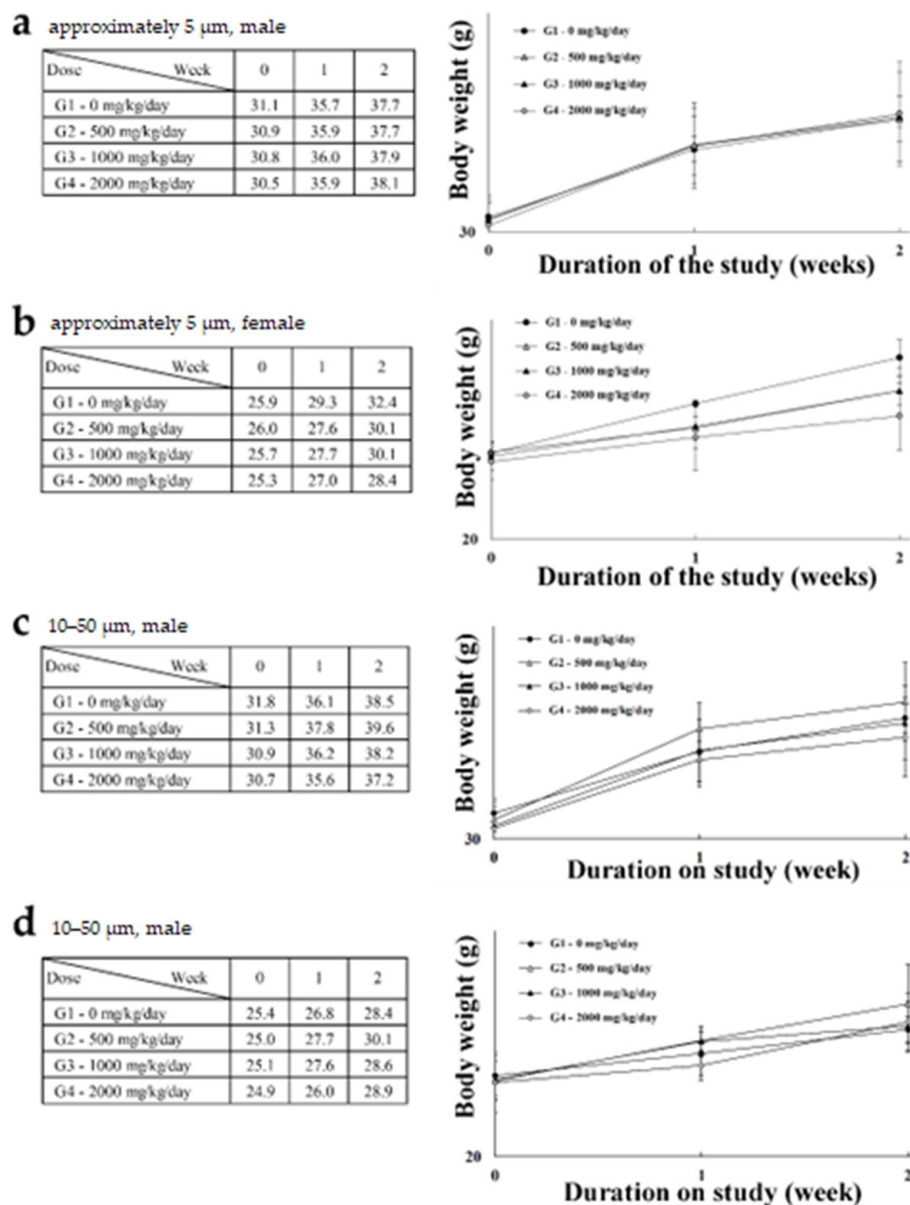 a approximately 5 µm, male
Dose Week 0 1 2
G1 - 0 mg/kg/day 31.1 35.7 37.7
G2 - 500 mg/kg/day 30.9 35.9 37.7
G3 - 1000 mg/kg/day 30.8 36.0 37.9
G4 - 2000 mg/kg/day 30.5 35.9 38.1
Body weight (g)
G1 - 0 mg/kg/day
G2 - 500 mg/kg/day
G3 - 1000 mg/kg/day
G4 - 2000 mg/kg/day
30
0 1 2
Duration of the study (weeks)
b approximately 5 µm, female
Dose Week 0 1 2
G1 - 0 mg/kg/day 25.9 29.3 32.4
G2 - 500 mg/kg/day 26.0 27.6 30.1
G3 - 1000 mg/kg/day 25.7 27.7 30.1
G4 - 2000 mg/kg/day 25.3 27.0 28.4
Body weight (g)
G1 - 0 mg/kg/day
G2 - 500 mg/kg/day
G3 - 1000 mg/kg/day
G4 - 2000 mg/kg/day
20
0 1 2
Duration of the study (weeks)
c 10–50 µm, male
Dose Week 0 1 2
G1 - 0 mg/kg/day 31.8 36.1 38.5
G2 - 500 mg/kg/day 31.3 37.8 39.6
G3 - 1000 mg/kg/day 30.9 36.2 38.2
G4 - 2000 mg/kg/day 30.7 35.6 37.2
Body weight (g)
G1 - 0 mg/kg/day
G2 - 500 mg/kg/day
G3 - 1000 mg/kg/day
G4 - 2000 mg/kg/day
30
0 1 2
Duration on study (week)
d 10–50 µm, male
Dose Week 0 1 2
G1 - 0 mg/kg/day 25.4 26.8 28.4
G2 - 500 mg/kg/day 25.0 27.7 30.1
G3 - 1000 mg/kg/day 25.1 27.6 28.6
G4 - 2000 mg/kg/day 24.9 26.0 28.9
Body weight (g)
G1 - 0 mg/kg/day
G2 - 500 mg/kg/day
G3 - 1000 mg/kg/day
G4 - 2000 mg/kg/day
20
0 1 2
Duration on study (week)